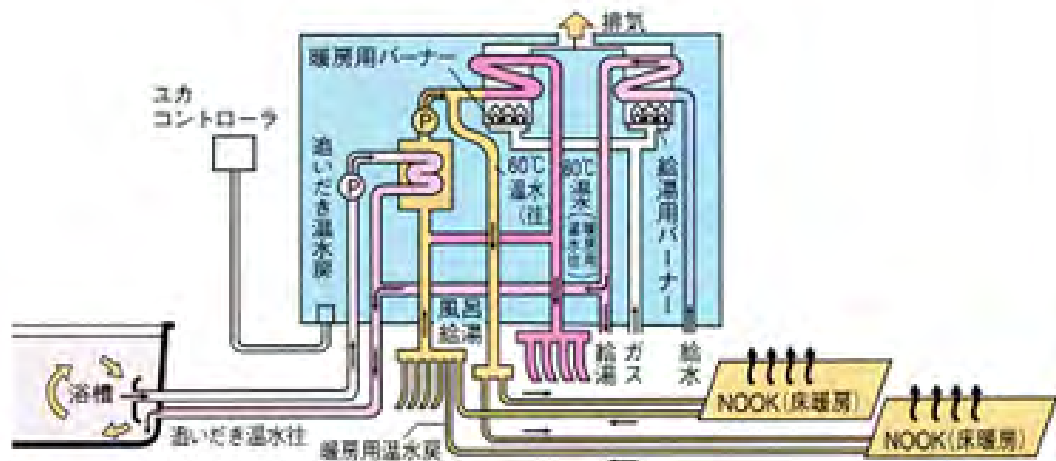 排気
暖房用バーナー
ユカ
コントローラ
P
P
追いだき温水戻
60℃
温水
(往)
80℃
温水
(暖房用
温水往)
給湯用バーナー
風呂
給湯
給湯
ガス
給水
浴槽
追いだき温水往
暖房用温水戻
NOOK(床暖房)
NOOK(床暖房)